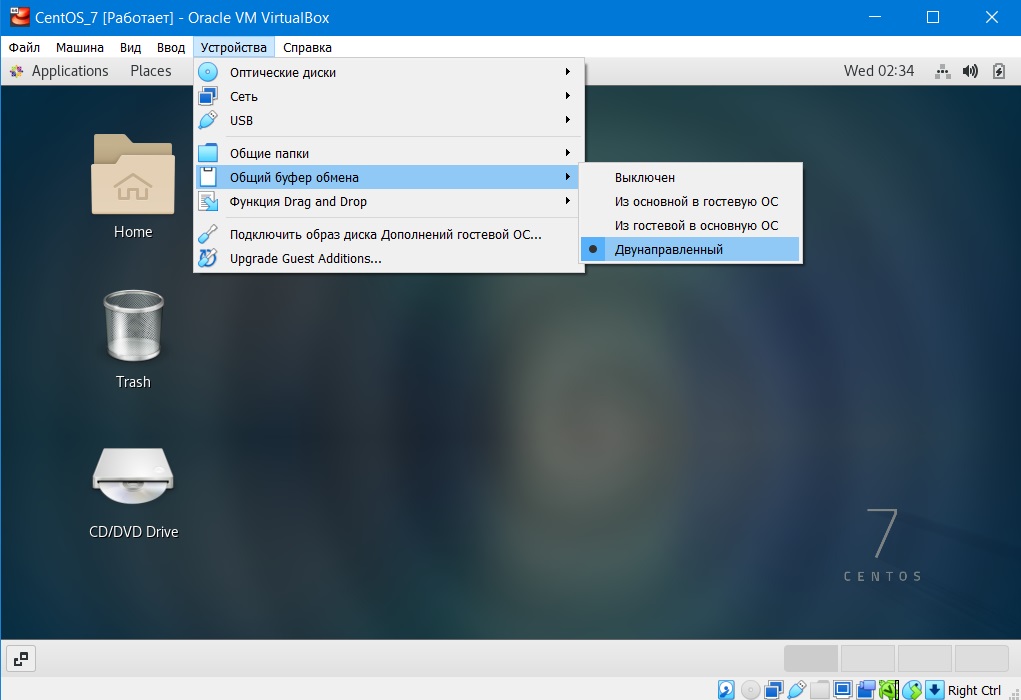 CentOS_7 [Работает] - Oracle VM VirtualBox
Файл Машина Вид Ввод Устройства Справка
Applications Places Wed 02:34
Оптические диски
Сеть
USB
Общие папки
Общий буфер обмена
Функция Drag and Drop
Подключить образ диска Дополнений гостевой ОС...
Upgrade Guest Additions...
Выключен
Из основной в гостевую ОС
Из гостевой в основную ОС
Двунаправленный
Home
Trash
CD/DVD Drive
7
CENTOS
Right Ctrl